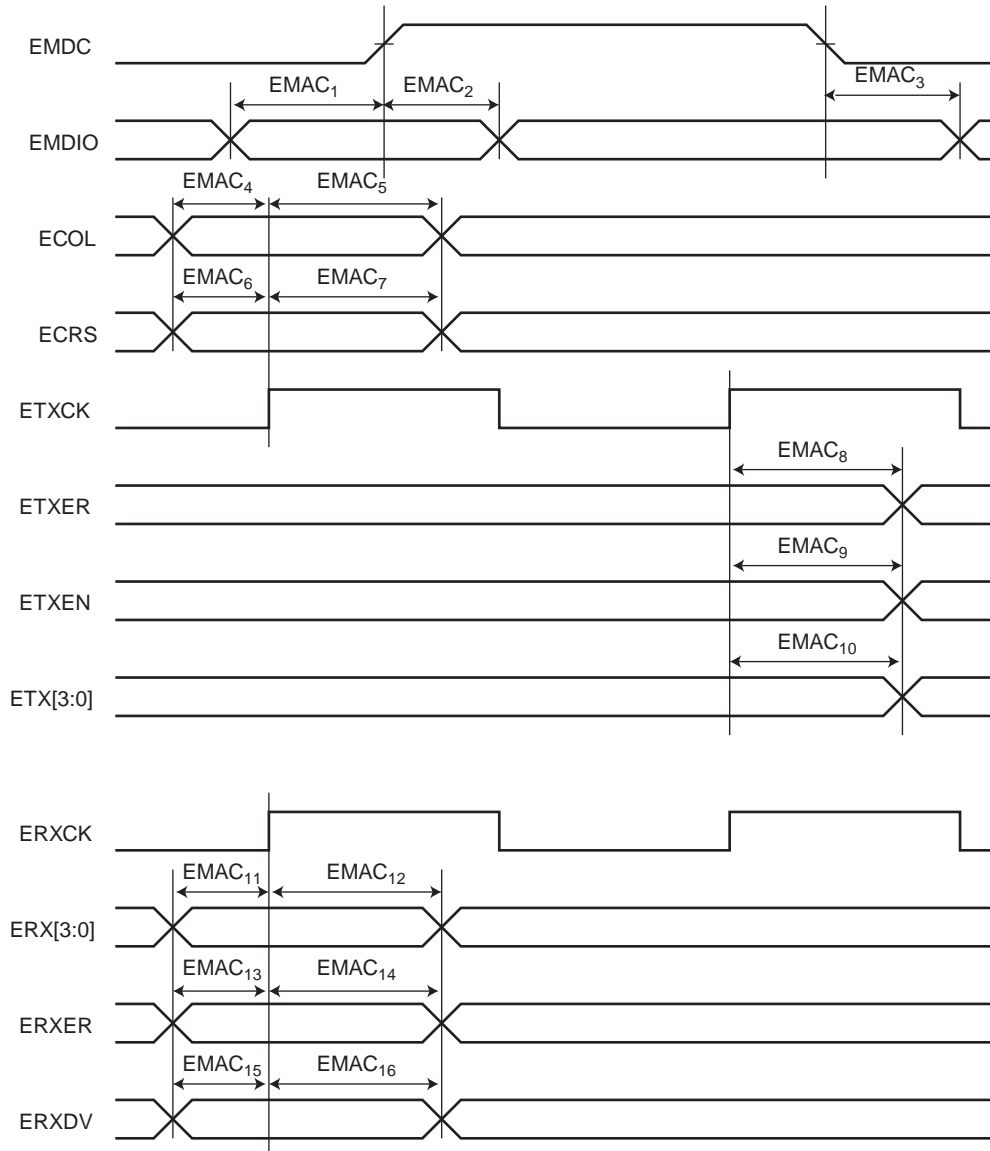 EMDC
EMAC₁ EMAC₂ EMAC₃
EMDIO
EMAC₄ EMAC₅
ECOL
EMAC₆ EMAC₇
ECRS
ETXCK
EMAC₈
ETXER
EMAC₉
ETXEN
EMAC₁₀
ETX[3:0]
ERXCK
EMAC₁₁ EMAC₁₂
ERX[3:0]
EMAC₁₃ EMAC₁₄
ERXER
EMAC₁₅ EMAC₁₆
ERXDV